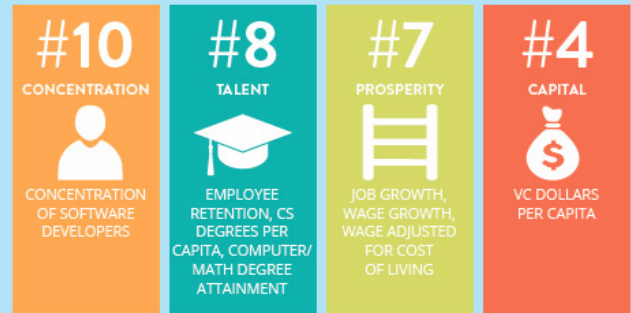 #10
CONCENTRATION
CONCENTRATION
OF SOFTWARE
DEVELOPERS
#8
TALENT
EMPLOYEE
RETENTION, CS
DEGREES PER
CAPITA, COMPUTER/
MATH DEGREE
ATTAINMENT
#7
PROSPERITY
JOB GROWTH,
WAGE GROWTH,
WAGE ADJUSTED
FOR COST
OF LIVING
#4
CAPITAL
$
VC DOLLARS
PER CAPITA